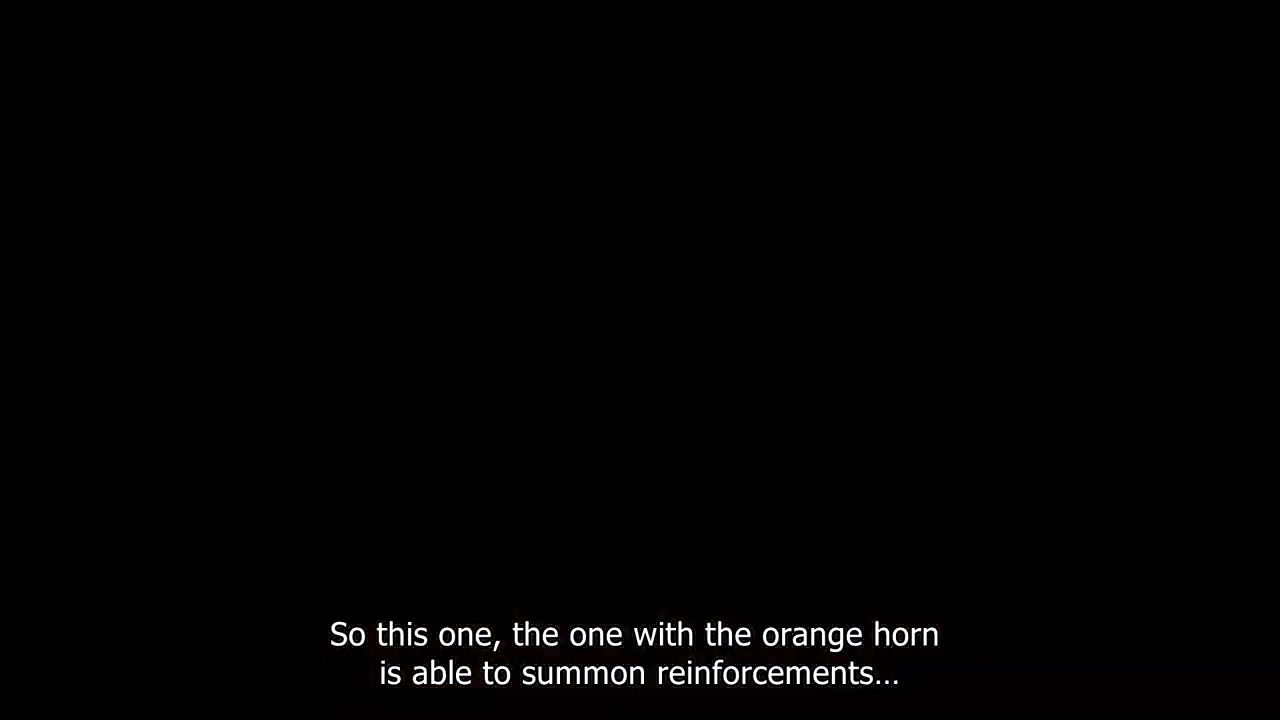 So this one, the one with the orange horn
is able to summon reinforcements…